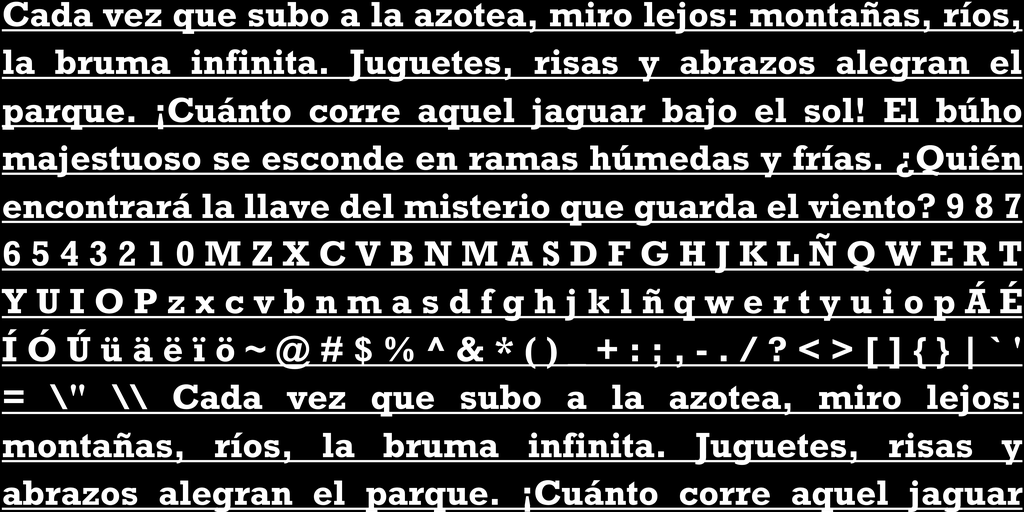 Cada vez que subo a la azotea, miro lejos: montañas, ríos,
la bruma infinita. Juguetes, risas y abrazos alegran el
parque. ¡Cuánto corre aquel jaguar bajo el sol! El búho
majestuoso se esconde en ramas húmedas y frías. ¿Quién
encontrará la llave del misterio que guarda el viento? 9 8 7
6 5 4 3 2 1 0 M Z X C V B N M A S D F G H J K L Ñ Q W E R T
Y U I O P z x c v b n m a s d f g h j k l ñ q w e r t y u i o p Á É
Í Ó Ú ü ä ë ï ö ~ @ # $ % ^ & * ( ) _ + : ; , - . / ? < > [ ] { } | ` '
= \" \\ Cada vez que subo a la azotea, miro lejos:
montañas, ríos, la bruma infinita. Juguetes, risas y
abrazos alegran el parque. ¡Cuánto corre aquel jaguar